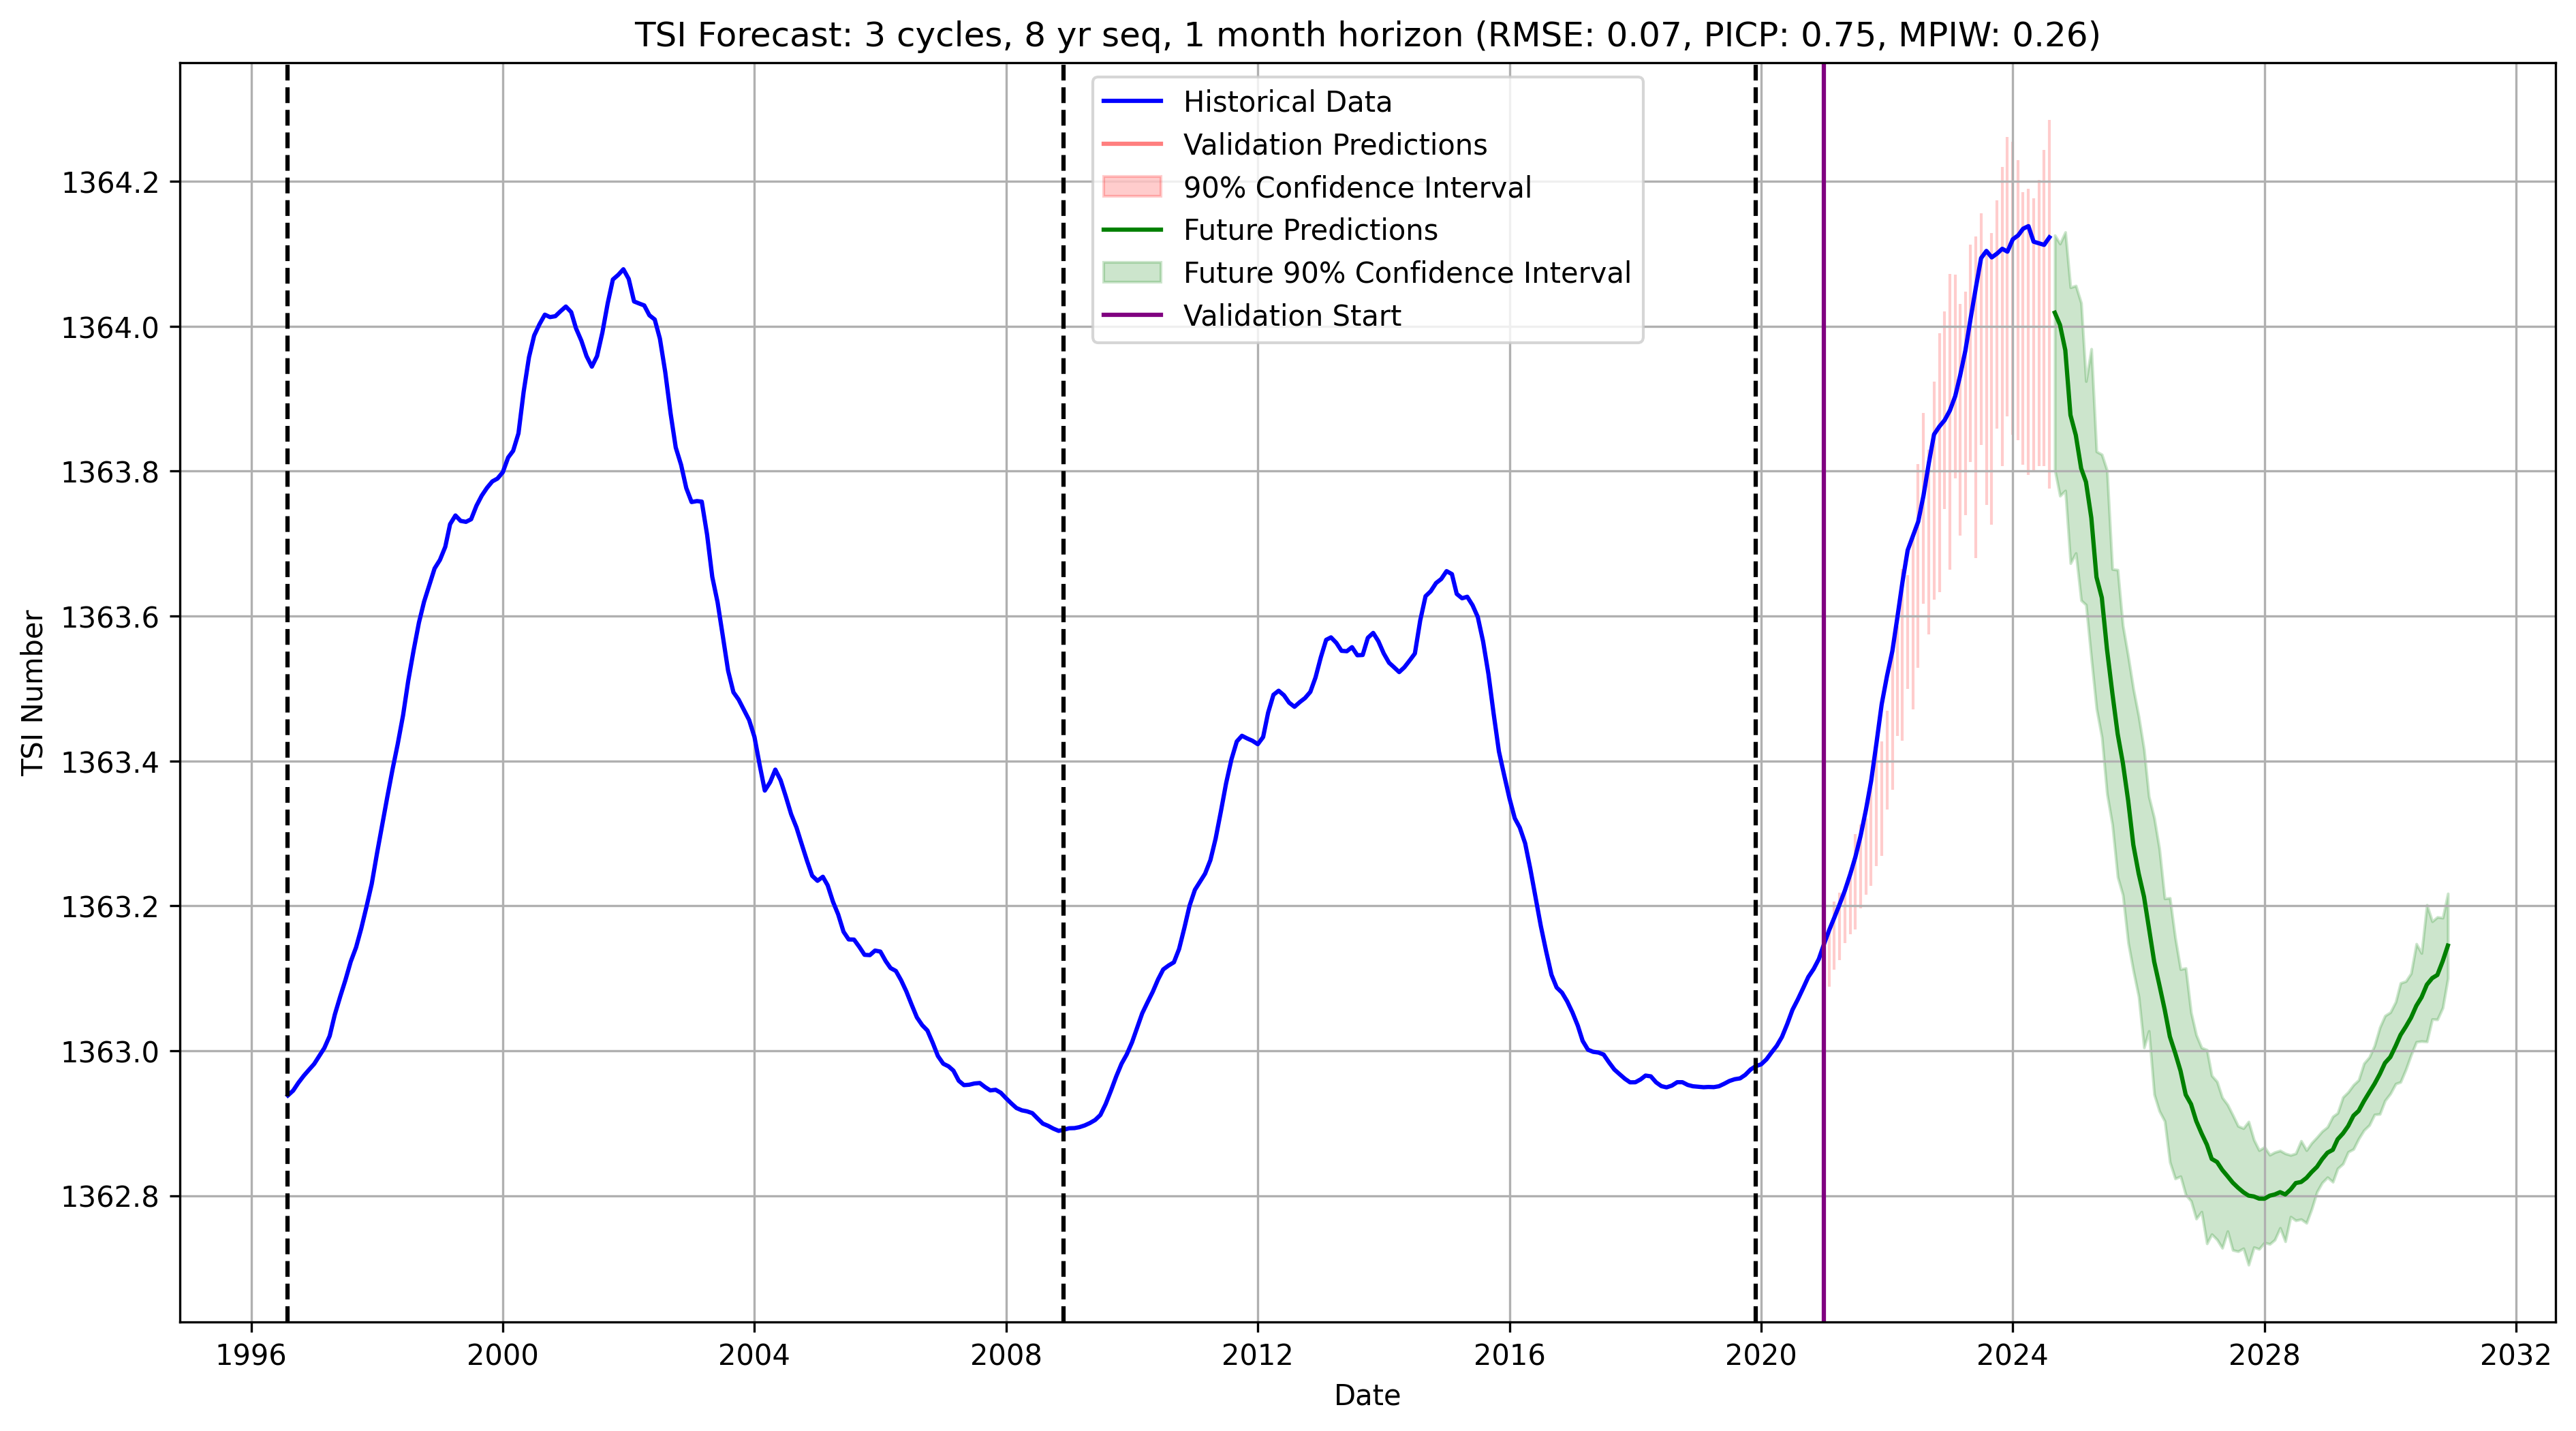 TSI Forecast: 3 cycles, 8 yr seq, 1 month horizon (RMSE: 0.07, PICP: 0.75, MPIW: 0.26)
Historical Data
Validation Predictions
90% Confidence Interval
Future Predictions
Future 90% Confidence Interval
Validation Start
TSI Number
1364.2
1364.0
1363.8
1363.6
1363.4
1363.2
1363.0
1362.8
1996 2000 2004 2008 2012 2016 2020 2024 2028 2032
Date